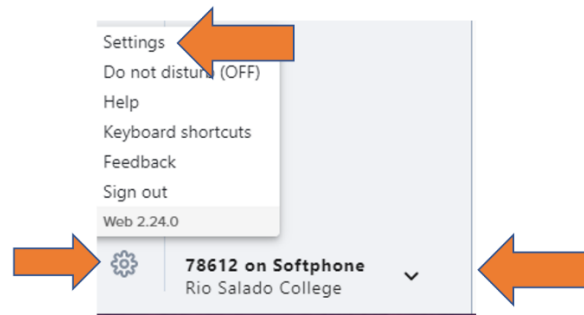 Settings
Do not disturb (OFF)
Help
Keyboard shortcuts
Feedback
Sign out
Web 2.24.0
78612 on Softphone
Rio Salado College